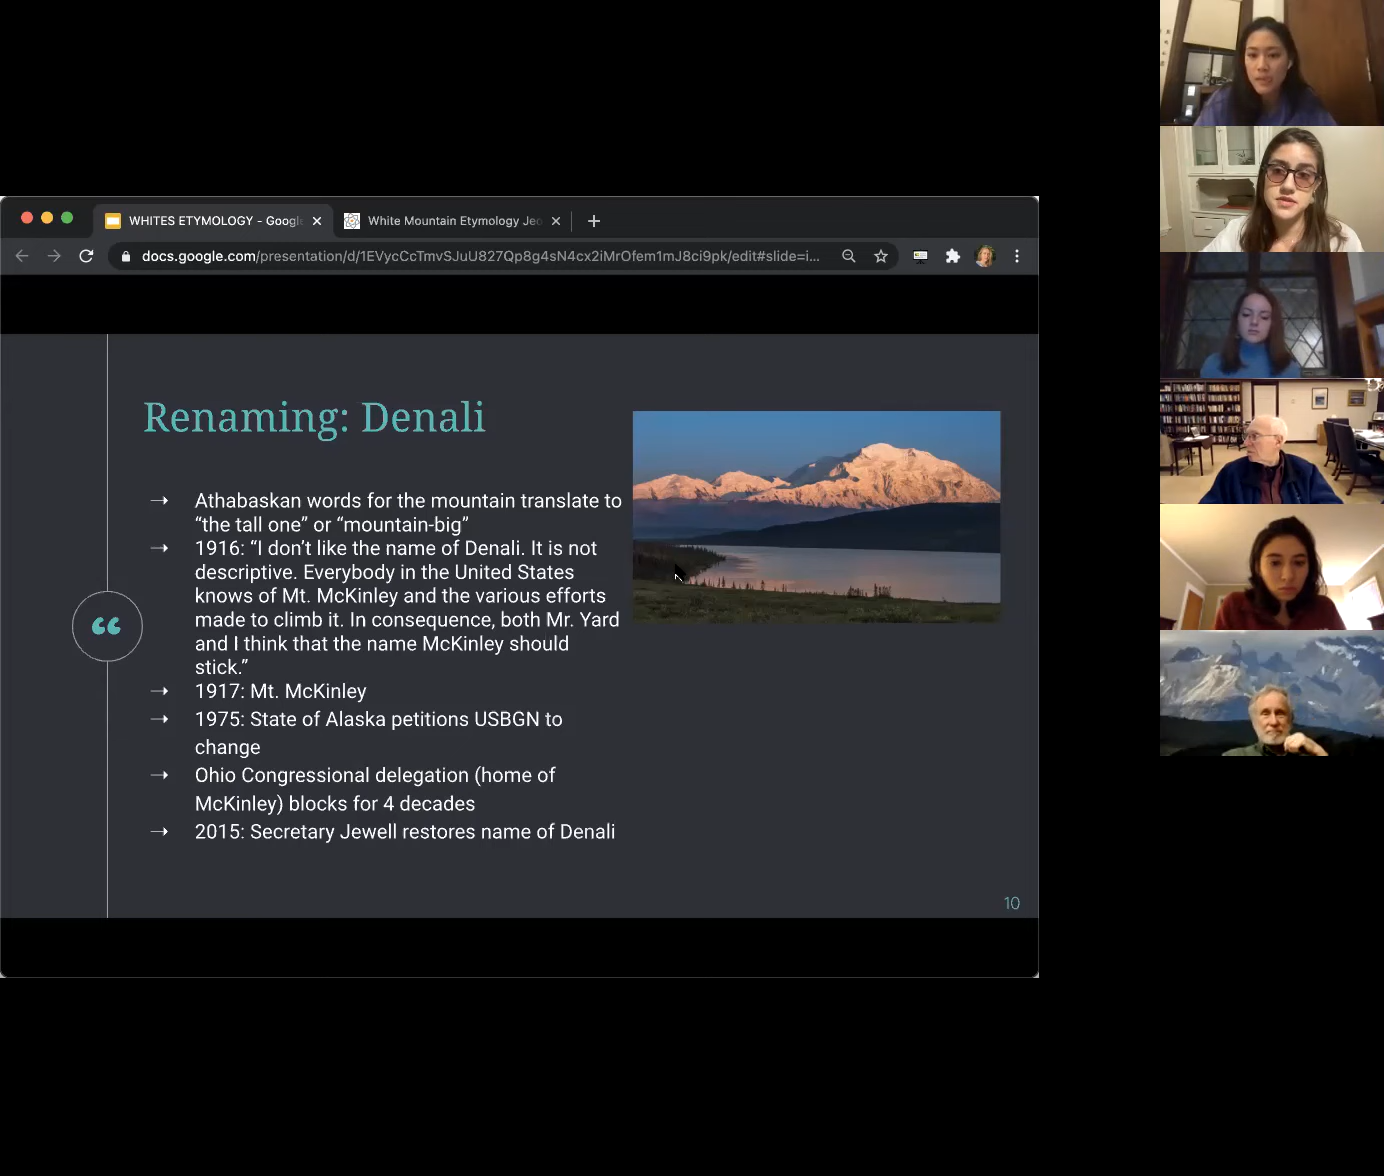 WHITES ETYMOLOGY - Google
White Mountain Etymology Jeo
docs.google.com/presentation/d/1EVycCcTmvSJuU827Qp8g4sN4cx2iMrOfem1mJ8ci9pk/edit#slide=i...
Renaming: Denali
→ Athabaskan words for the mountain translate to
“the tall one” or “mountain-big”
→ 1916: “I don’t like the name of Denali. It is not
descriptive. Everybody in the United States
knows of Mt. McKinley and the various efforts
made to climb it. In consequence, both Mr. Yard
and I think that the name McKinley should
stick.”
→ 1917: Mt. McKinley
→ 1975: State of Alaska petitions USBGN to
change
→ Ohio Congressional delegation (home of
McKinley) blocks for 4 decades
→ 2015: Secretary Jewell restores name of Denali
“
10